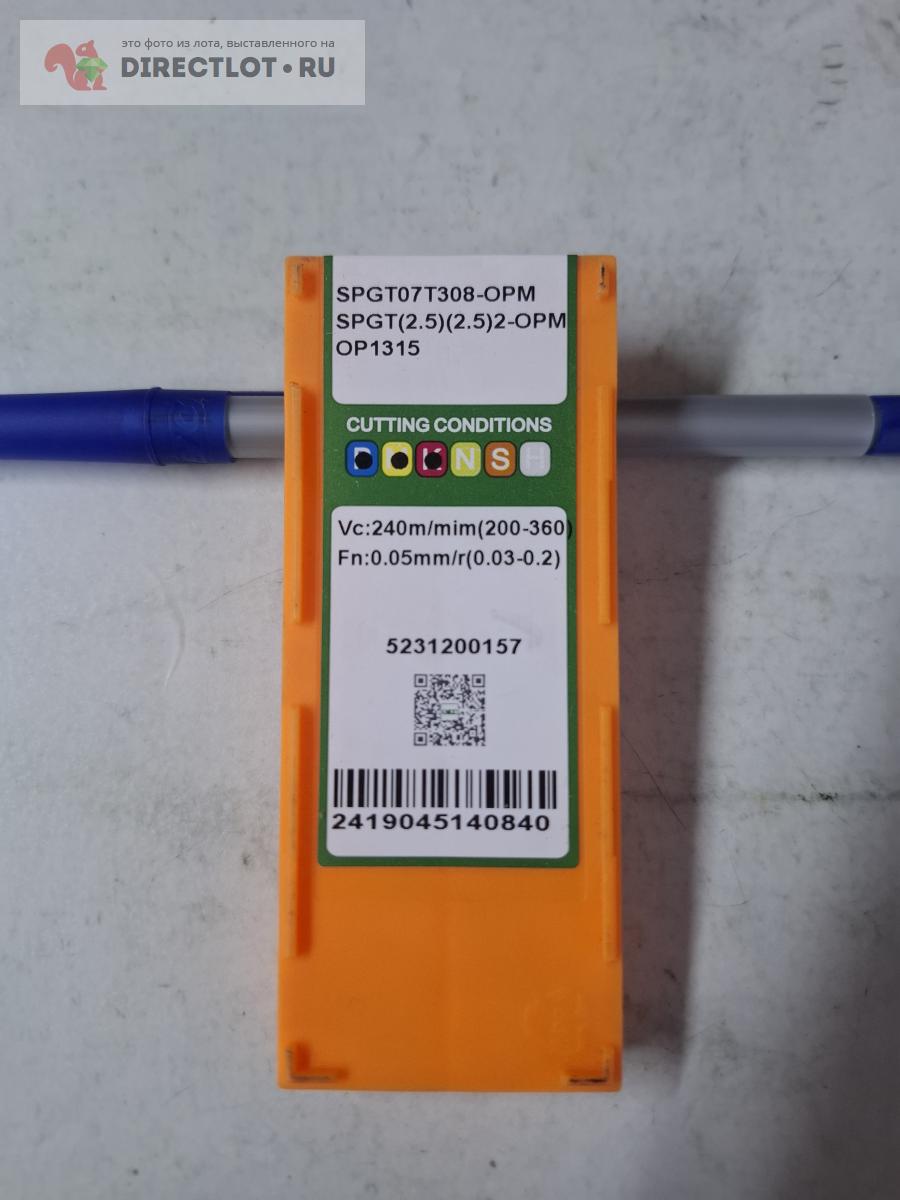 это фото из лота, выставленного на
DIRECTLOT•RU
SPGT07T308-OPM
SPGT(2.5)(2.5)2-OPM
OP1315
CUTTING CONDITIONS
P M K N S H
Vc:240m/mim(200-360)
Fn:0.05mm/r(0.03-0.2)
5231200157
2419045140840